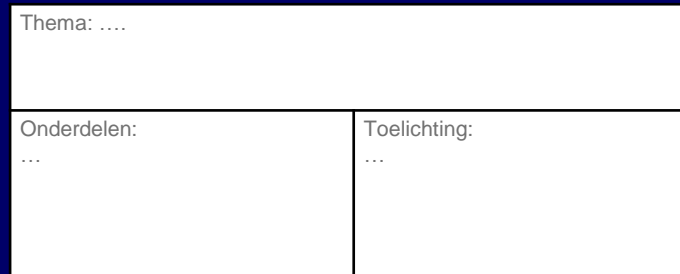 Thema: ….
Onderdelen:
…
Toelichting:
…